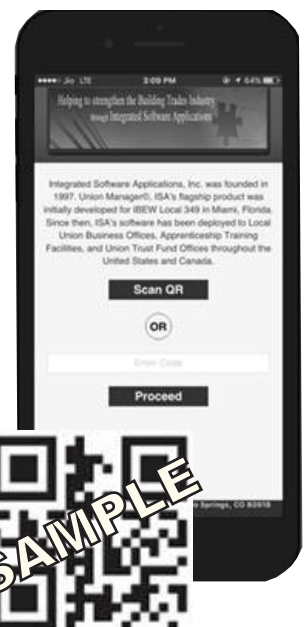 Jio LTE 3:09 PM 64%
Helping to strengthen the Building Trades Industry
through Integrated Software Applications
Integrated Software Applications, Inc. was founded in
1997. Union Manager©, ISA's flagship product was
initially developed for IBEW Local 349 in Miami, Florida.
Since then, ISA's software has been deployed to Local
Union Business Offices, Apprenticeship Training
Facilities, and Union Trust Fund Offices throughout the
United States and Canada.
Scan QR
OR
Enter Code
Proceed
Springs, CO 80918
SAMPLE